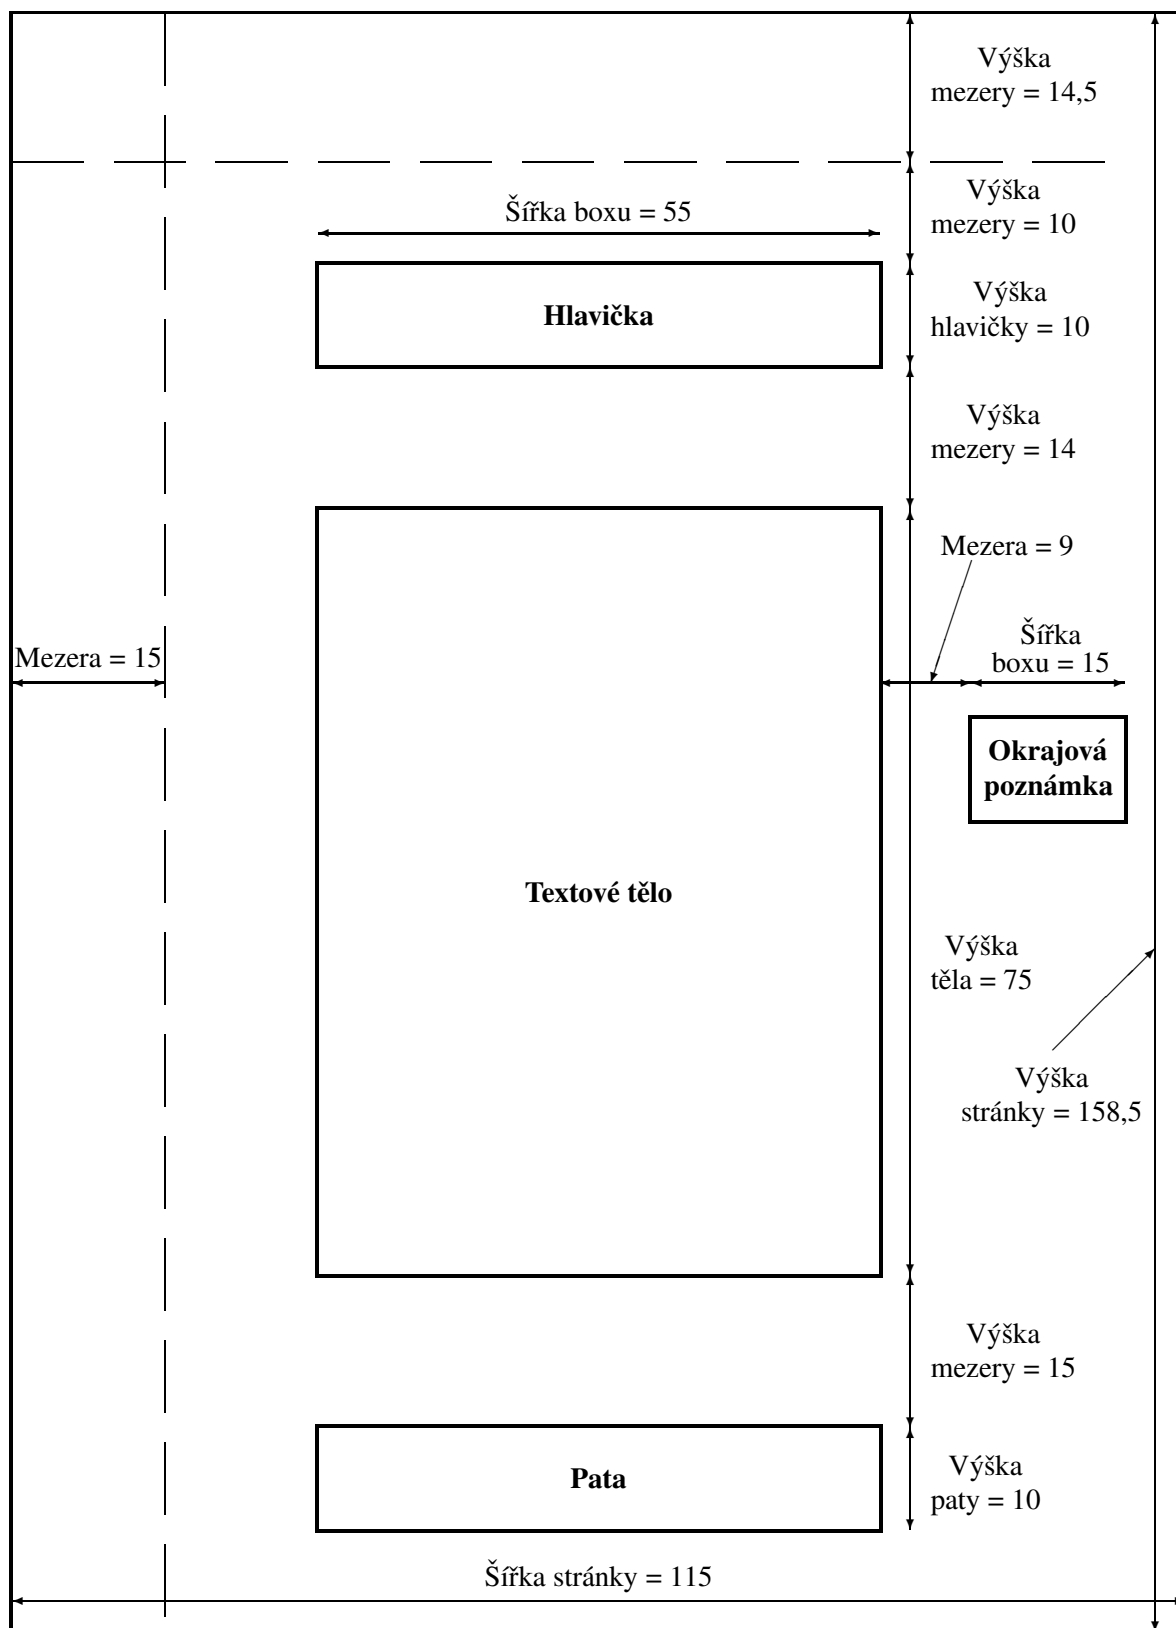 Výška
mezery = 14,5
Výška
mezery = 10
Šířka boxu = 55
Hlavička
Výška
hlavičky = 10
Výška
mezery = 14
Mezera = 9
Šířka
boxu = 15
Mezera = 15
Okrajová
poznámka
Textové tělo
Výška
těla = 75
Výška
stránky = 158,5
Výška
mezery = 15
Pata
Výška
paty = 10
Šířka stránky = 115